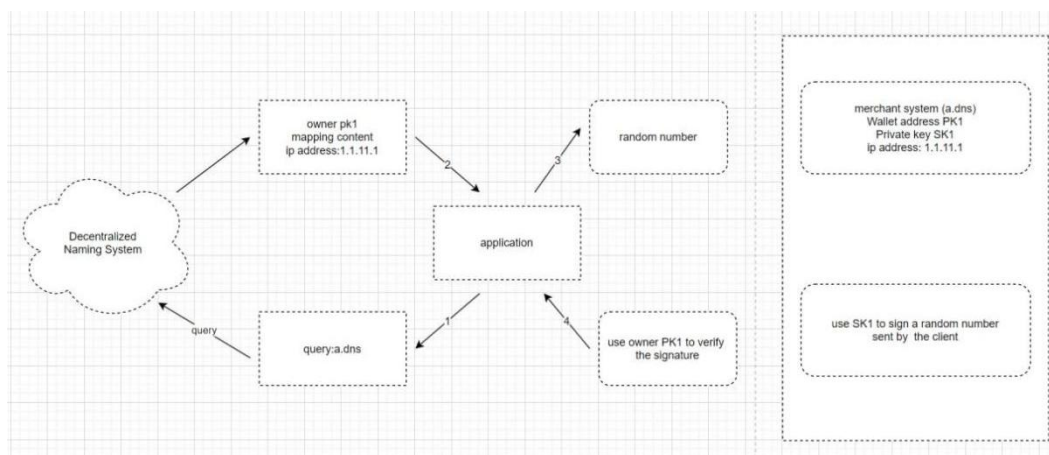 owner pk1
mapping content
ip address:1.1.11.1
random number
merchant system (a.dns)
Wallet address PK1
Private key SK1
ip address: 1.1.11.1
2
3
Decentralized
Naming System
application
query
1
4
query:a.dns
use owner PK1 to verify
the signature
use SK1 to sign a random number
sent by the client